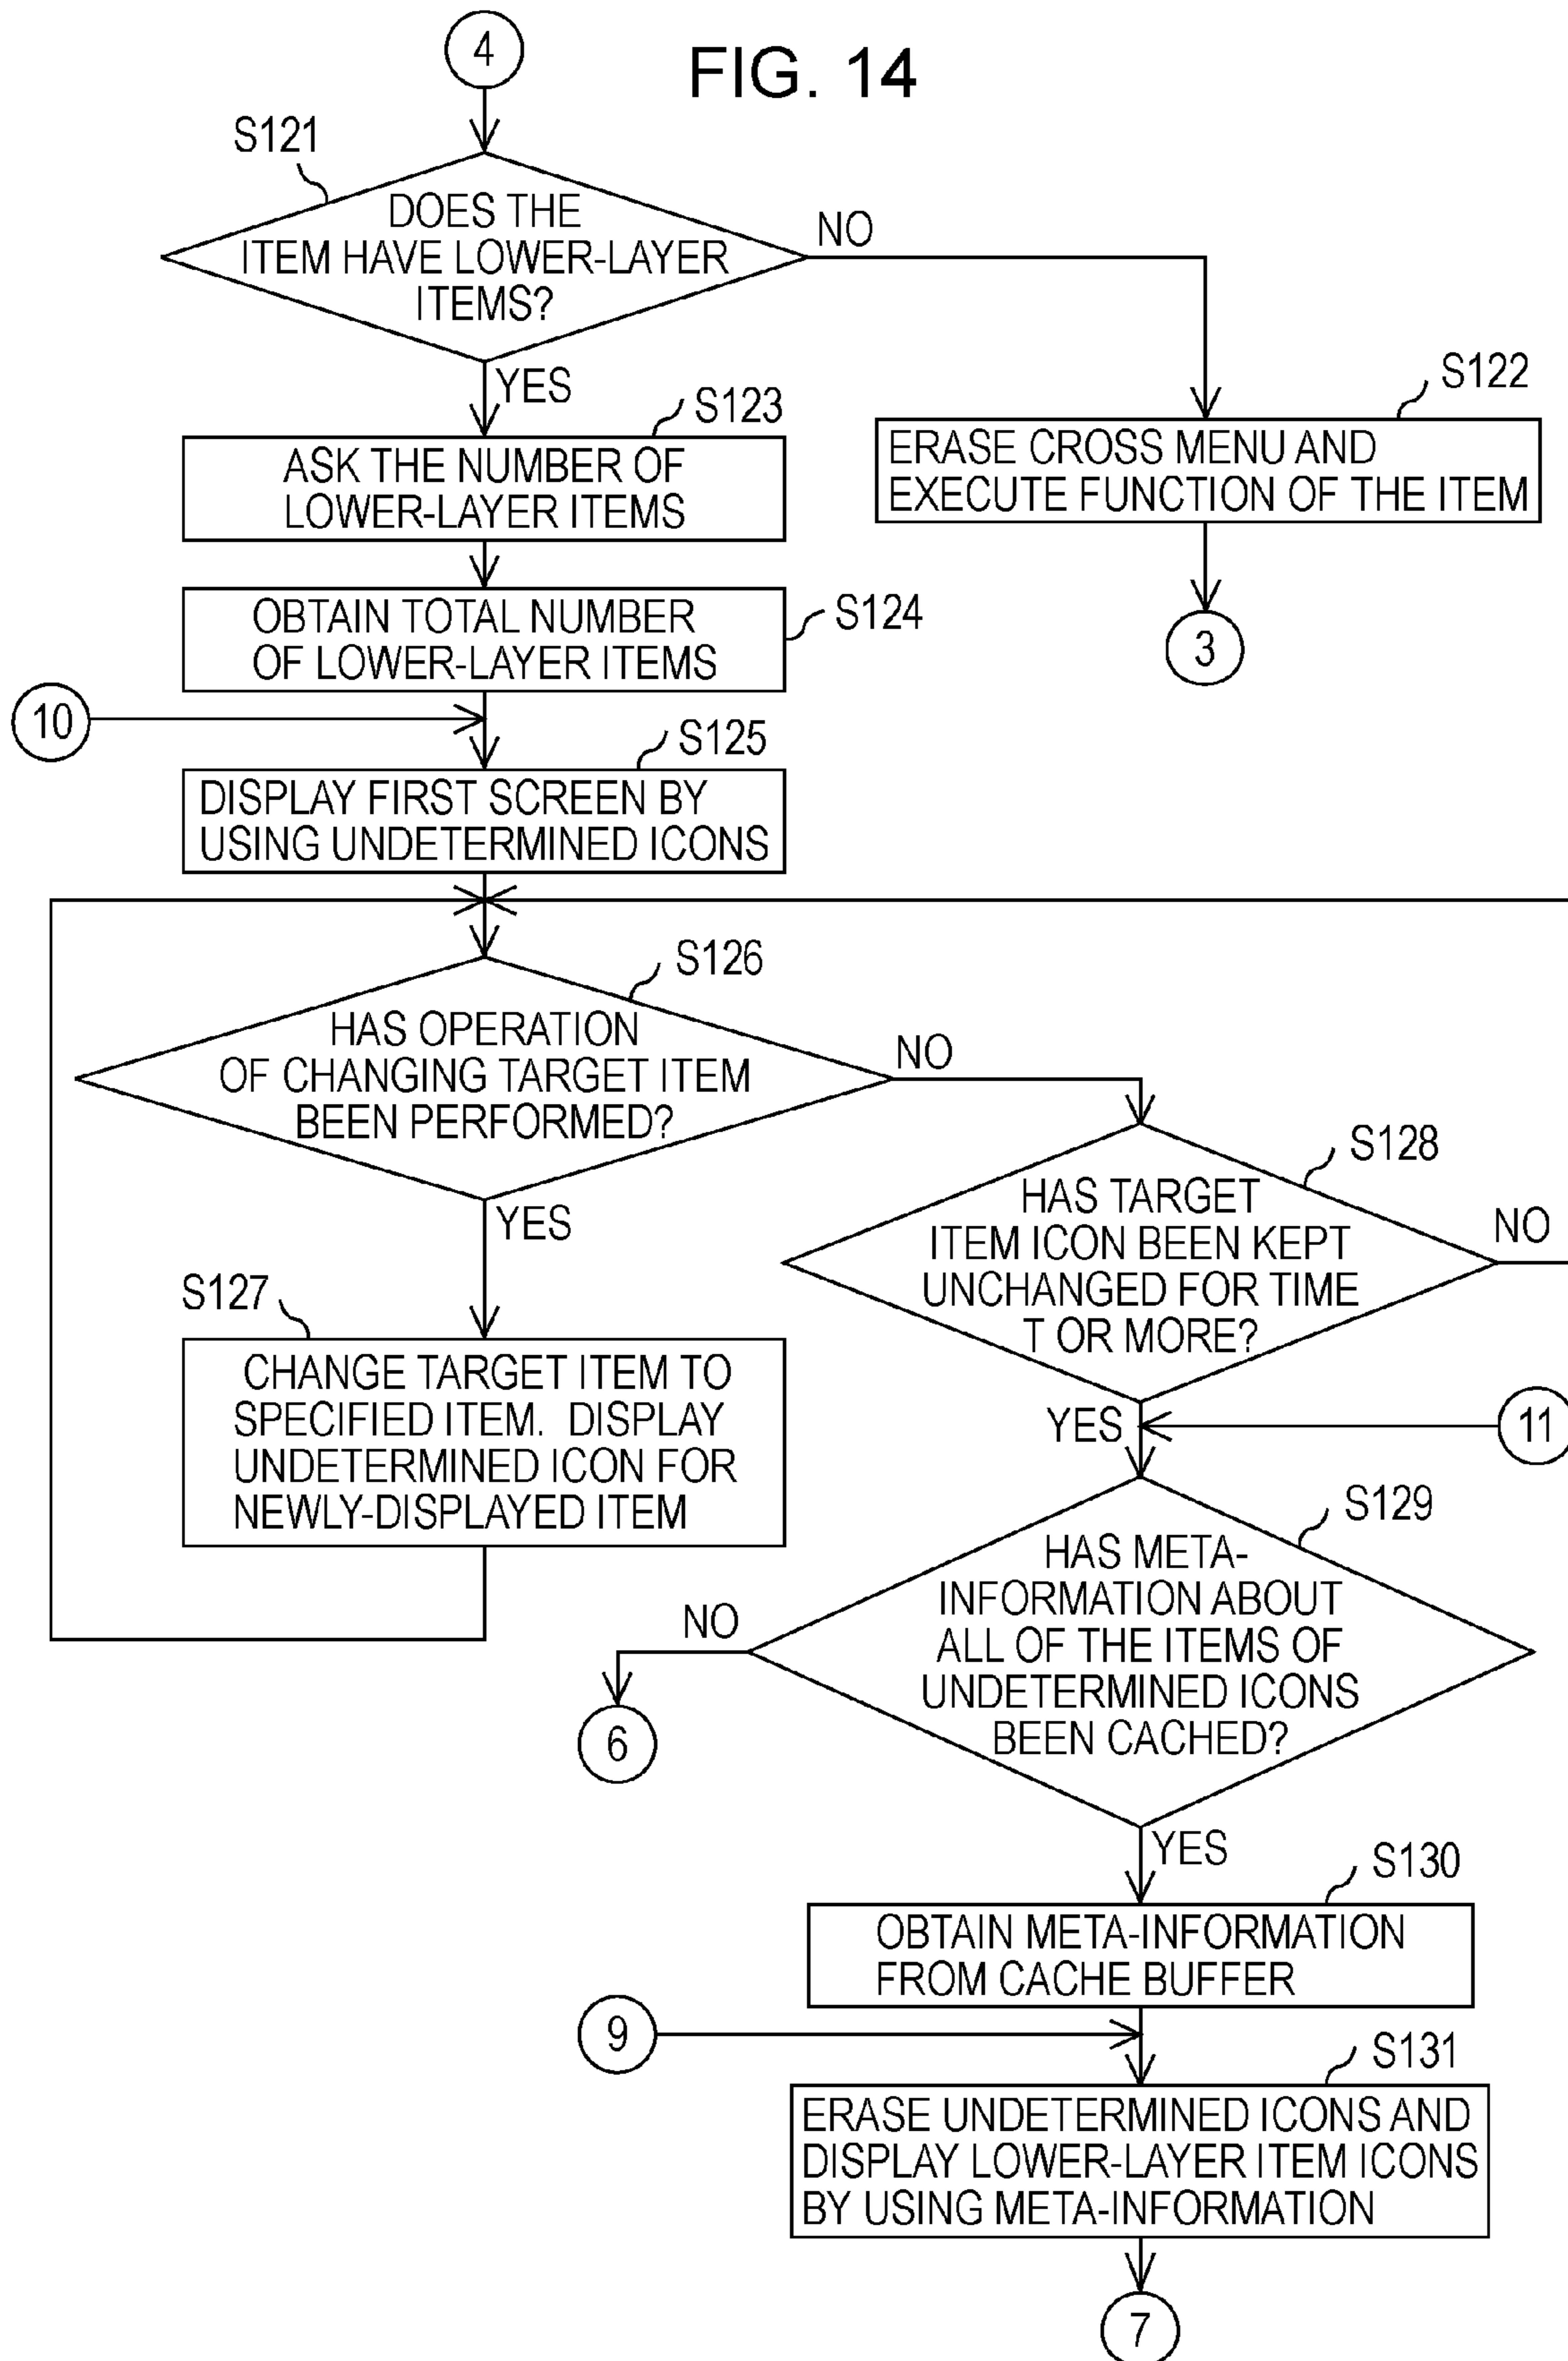 4
FIG. 14
S121
DOES THE
ITEM HAVE LOWER-LAYER
ITEMS?
NO
YES
S122
ERASE CROSS MENU AND
EXECUTE FUNCTION OF THE ITEM
3
S123
ASK THE NUMBER OF
LOWER-LAYER ITEMS
S124
OBTAIN TOTAL NUMBER
OF LOWER-LAYER ITEMS
10
S125
DISPLAY FIRST SCREEN BY
USING UNDETERMINED ICONS
S126
HAS OPERATION
OF CHANGING TARGET ITEM
BEEN PERFORMED?
NO
YES
S127
CHANGE TARGET ITEM TO
SPECIFIED ITEM. DISPLAY
UNDETERMINED ICON FOR
NEWLY-DISPLAYED ITEM
S128
HAS TARGET
ITEM ICON BEEN KEPT
UNCHANGED FOR TIME
T OR MORE?
NO
YES
11
S129
HAS META-
INFORMATION ABOUT
ALL OF THE ITEMS OF
UNDETERMINED ICONS
BEEN CACHED?
NO
6
YES
S130
OBTAIN META-INFORMATION
FROM CACHE BUFFER
9
S131
ERASE UNDETERMINED ICONS AND
DISPLAY LOWER-LAYER ITEM ICONS
BY USING META-INFORMATION
7